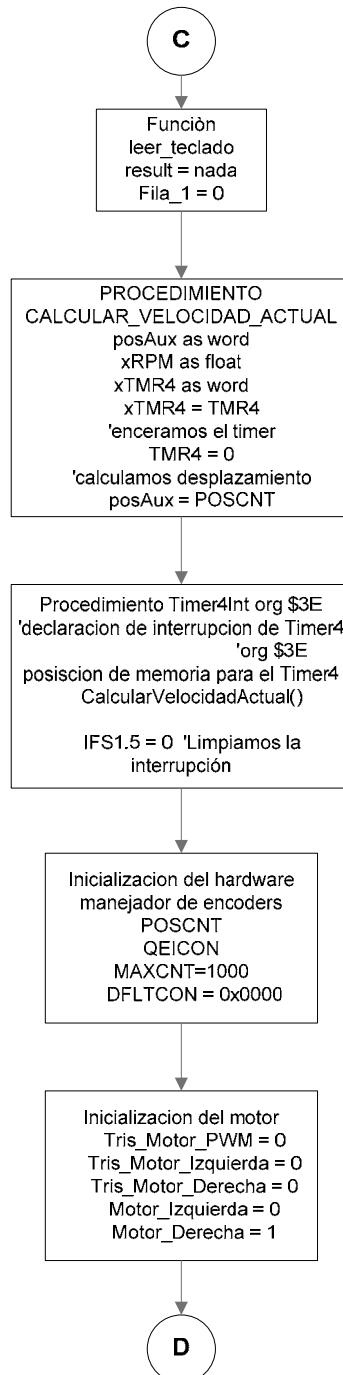 C
Funciòn
leer_teclado
result = nada
Fila_1 = 0
PROCEDIMIENTO
CALCULAR_VELOCIDAD_ACTUAL
posAux as word
xRPM as float
xTMR4 as word
xTMR4 = TMR4
'enceramos el timer
TMR4 = 0
'calculamos desplazamiento
posAux = POSCNT
Procedimiento Timer4Int org $3E
'declaracion de interrupcion de Timer4
'org $3E
posiscion de memoria para el Timer4
CalcularVelocidadActual()
IFS1.5 = 0 'Limpiamos la
interrupción
Inicializacion del hardware
manejador de encoders
POSCNT
QEICON
MAXCNT=1000
DFLTCON = 0x0000
Inicializacion del motor
Tris_Motor_PWM = 0
Tris_Motor_Izquierda = 0
Tris_Motor_Derecha = 0
Motor_Izquierda = 0
Motor_Derecha = 1
D